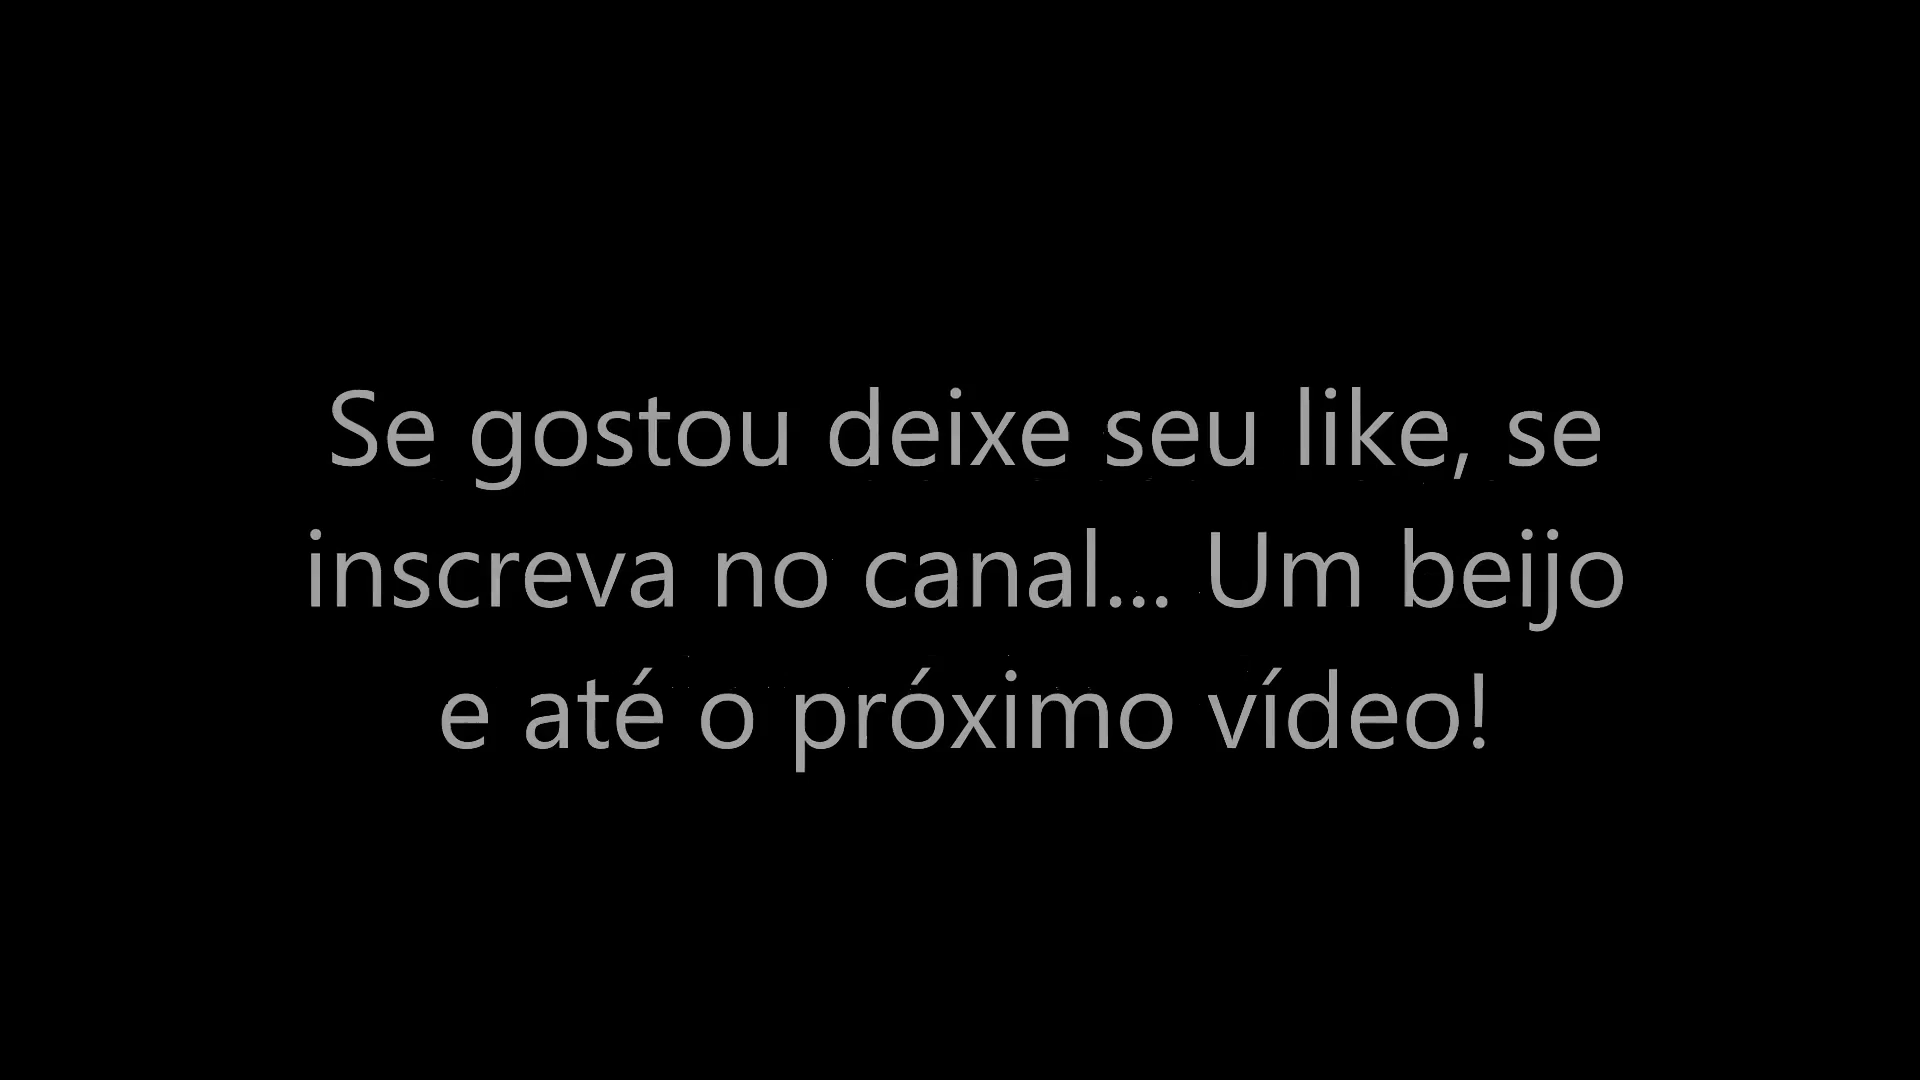 Se gostou deixe seu like, se
inscreva no canal... Um beijo
e até o próximo vídeo!